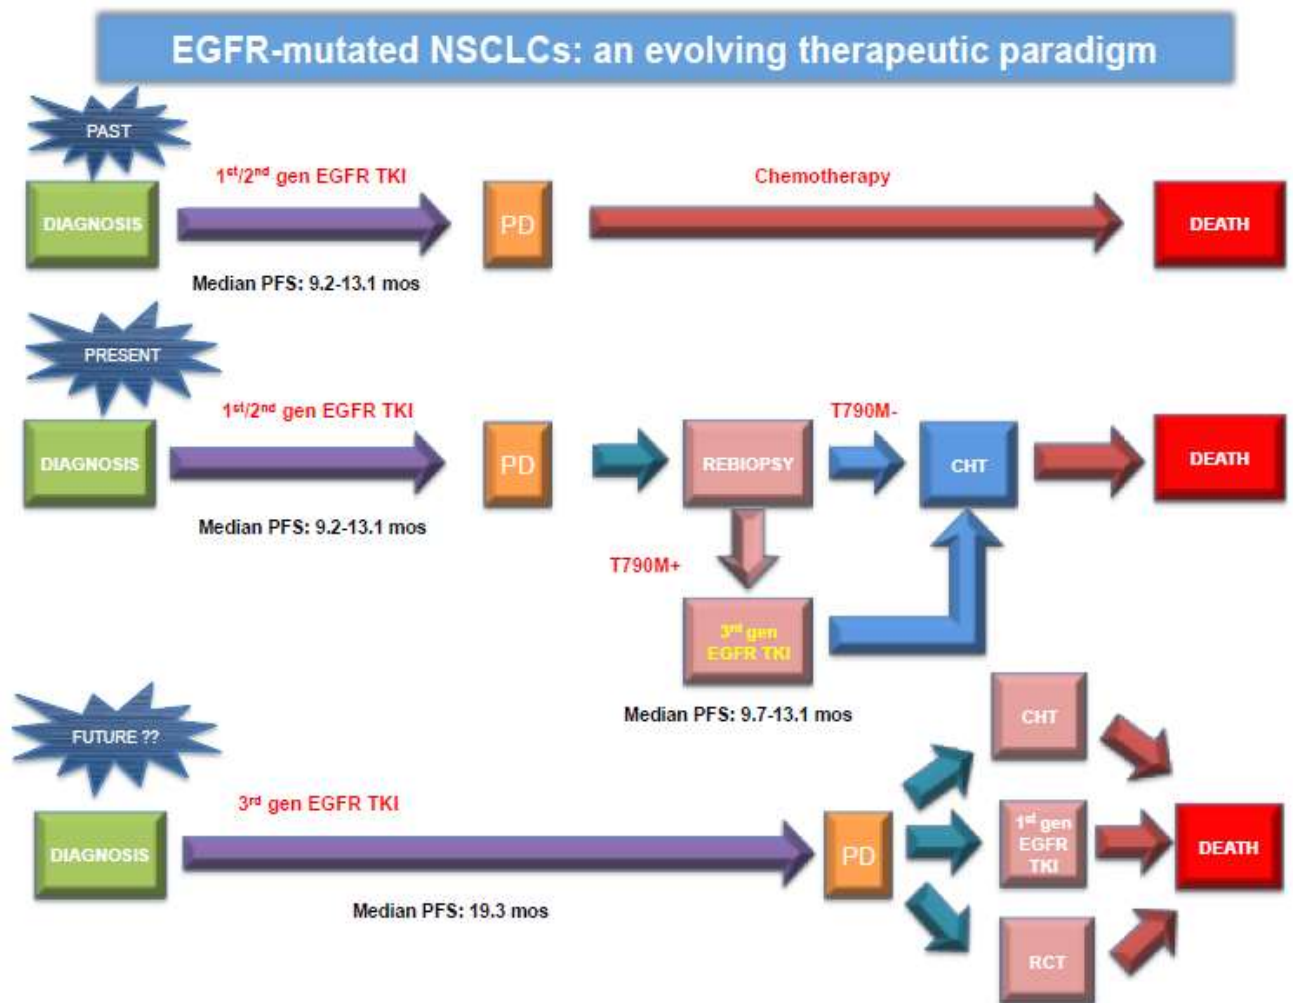 EGFR-mutated NSCLCs: an evolving therapeutic paradigm
PAST
1st/2nd gen EGFR TKI
Chemotherapy
DIAGNOSIS
PD
DEATH
Median PFS: 9.2-13.1 mos
PRESENT
1st/2nd gen EGFR TKI
T790M-
DIAGNOSIS
PD
REBIOPSY
CHT
DEATH
Median PFS: 9.2-13.1 mos
T790M+
3rd gen
EGFR TKI
Median PFS: 9.7-13.1 mos
FUTURE ??
CHT
3rd gen EGFR TKI
DIAGNOSIS
PD
1st gen
EGFR
TKI
DEATH
Median PFS: 19.3 mos
RCT